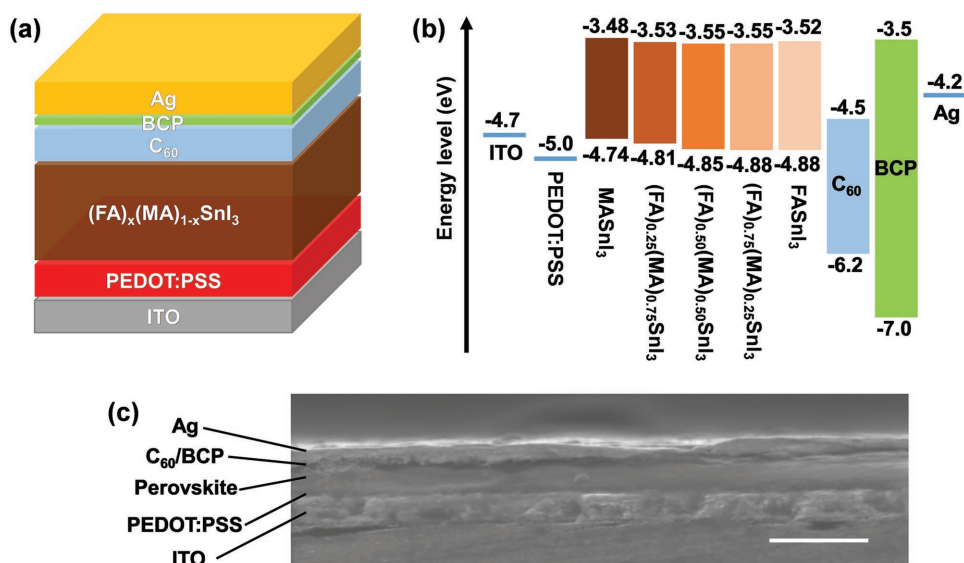 (a)
Ag
BCP
C60
(FA)x(MA)1-xSnI3
PEDOT:PSS
ITO
(b)
Energy level (eV)
-4.7
ITO
-5.0
PEDOT:PSS
-3.48
-4.74
MASnI3
-3.53
-4.81
(FA)0.25(MA)0.75SnI3
-3.55
-4.85
(FA)0.50(MA)0.50SnI3
-3.55
-4.88
(FA)0.75(MA)0.25SnI3
-3.52
-4.88
FASnI3
-4.5
C60
-6.2
-3.5
BCP
-7.0
-4.2
Ag
(c)
Ag
C60/BCP
Perovskite
PEDOT:PSS
ITO